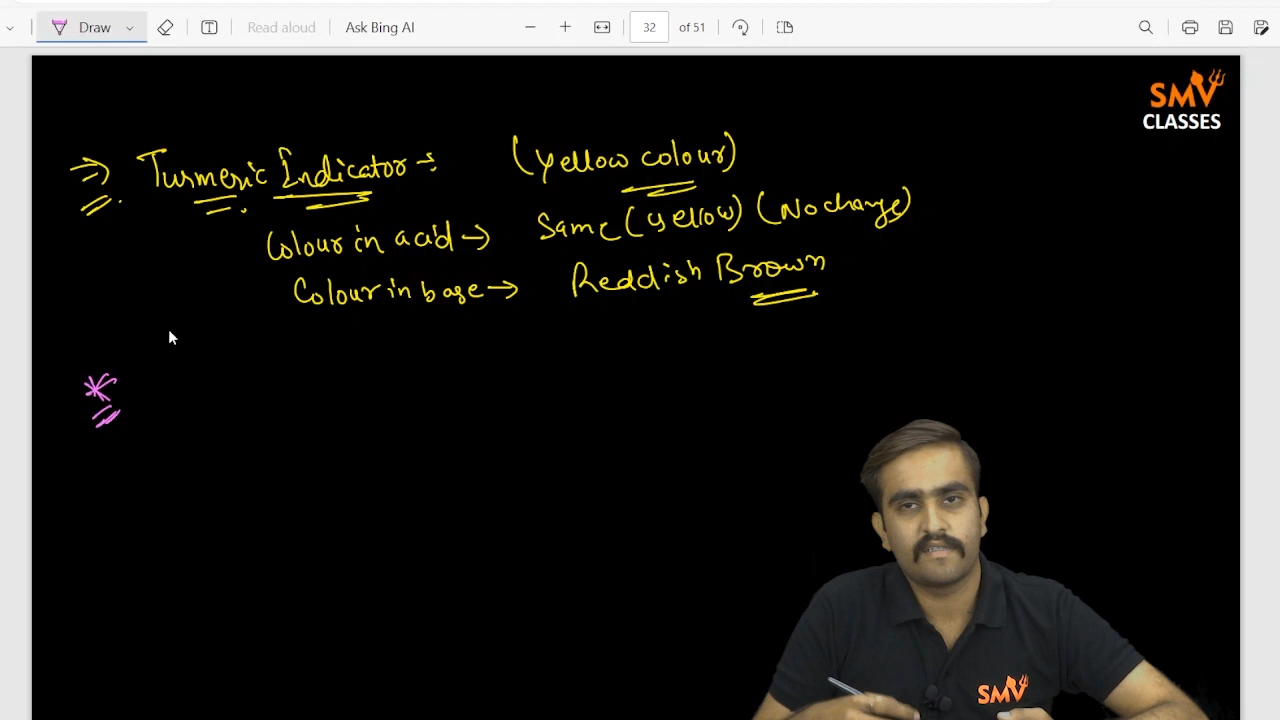 Draw
Read aloud
Ask Bing AI
32 of 51
SMV
CLASSES
⇒ Turmeric Indicator :- (Yellow colour)
Colour in acid → Same (yellow) (No change)
Colour in base → Reddish Brown
*
SMV